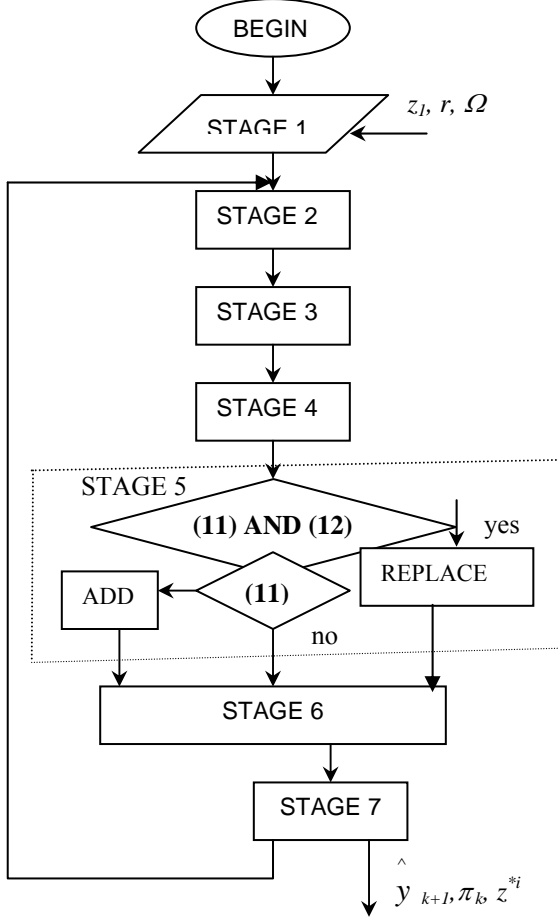 BEGIN
z1, r, Ω
STAGE 1
STAGE 2
STAGE 3
STAGE 4
STAGE 5
(11) AND (12)
yes
REPLACE
ADD
(11)
no
STAGE 6
STAGE 7
ŷ k+1, πk, z*i